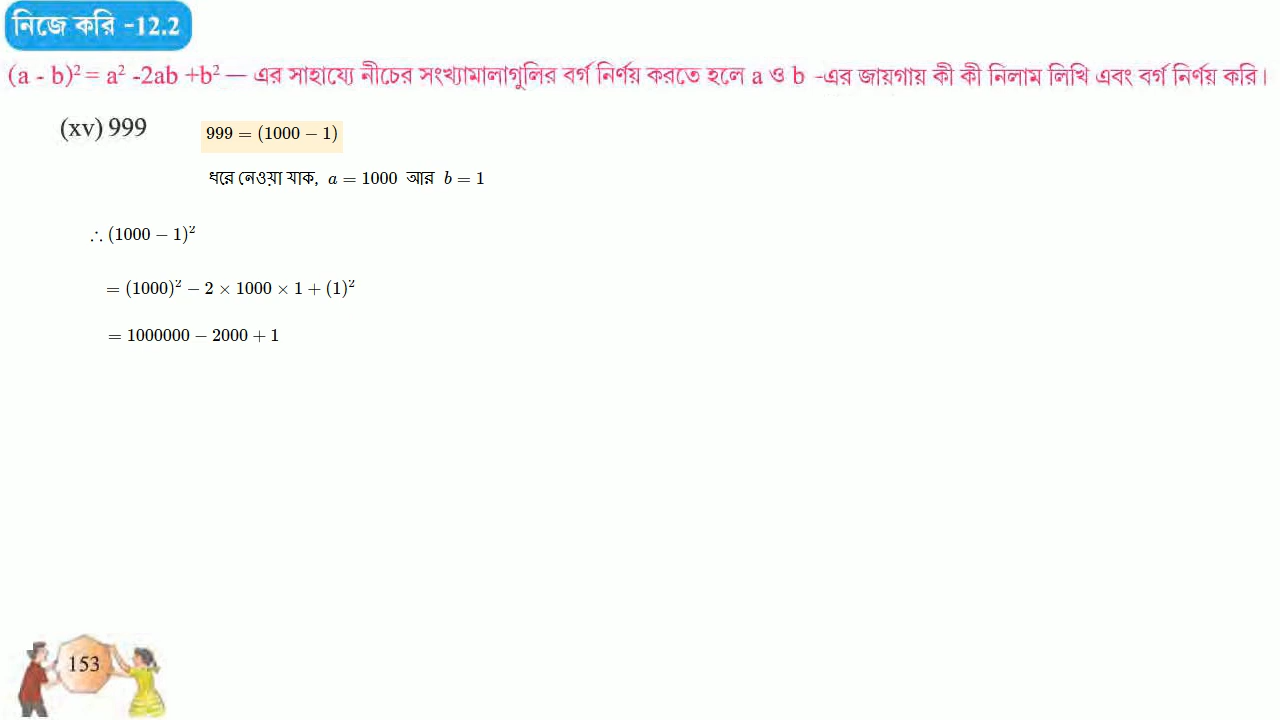 নিজে করি -12.2
(a - b)² = a² -2ab +b² — এর সাহায্যে নীচের সংখ্যামালাগুলির বর্গ নির্ণয় করতে হলে a ও b -এর জায়গায় কী কী নিলাম লিখি এবং বর্গ নির্ণয় করি।
(xv) 999 999 = (1000 − 1)
ধরে নেওয়া যাক, a = 1000 আর b = 1
∴ (1000 − 1)²
= (1000)² − 2 × 1000 × 1 + (1)²
= 1000000 − 2000 + 1
153